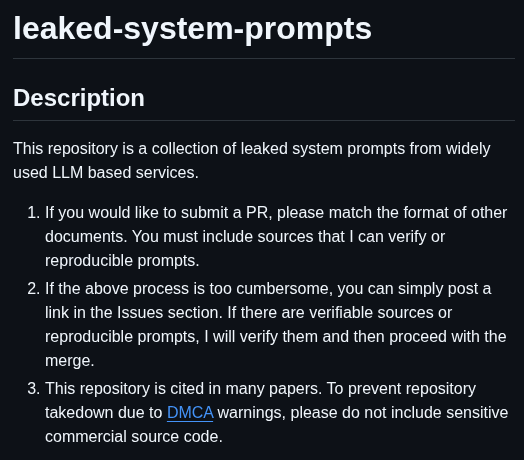 leaked-system-prompts
Description
This repository is a collection of leaked system prompts from widely
used LLM based services.
1. If you would like to submit a PR, please match the format of other
documents. You must include sources that I can verify or
reproducible prompts.
2. If the above process is too cumbersome, you can simply post a
link in the Issues section. If there are verifiable sources or
reproducible prompts, I will verify them and then proceed with the
merge.
3. This repository is cited in many papers. To prevent repository
takedown due to DMCA warnings, please do not include sensitive
commercial source code.